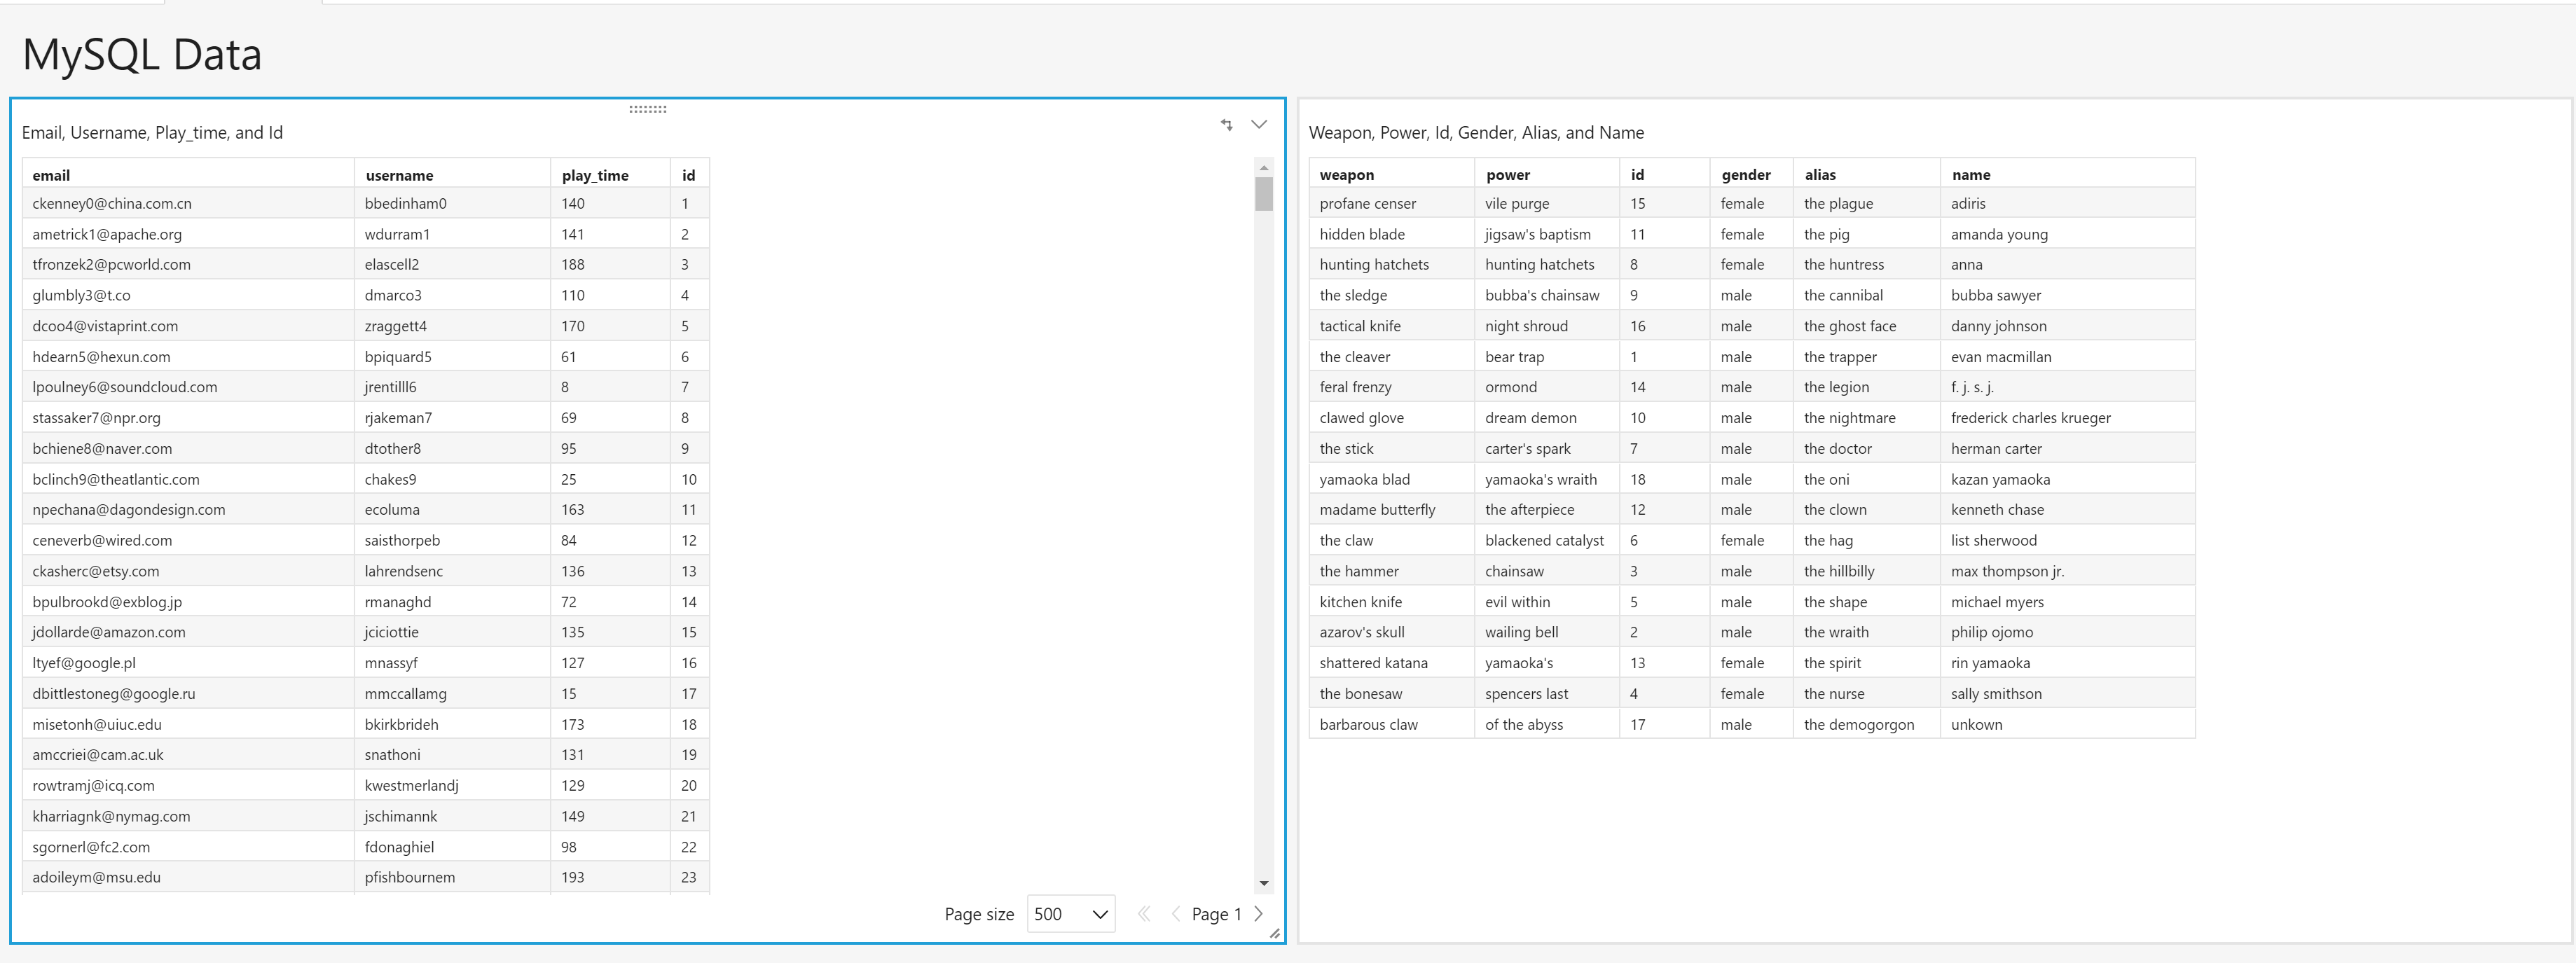 MySQL Data
Email, Username, Play_time, and Id
email username play_time id
ckenney0@china.com.cn bbedinham0 140 1
ametrick1@apache.org wdurram1 141 2
tfronzek2@pcworld.com elascell2 188 3
glumbly3@t.co dmarco3 110 4
dcoo4@vistaprint.com zraggett4 170 5
hdearn5@hexun.com bpiquard5 61 6
lpoulney6@soundcloud.com jrentilll6 8 7
stassaker7@npr.org rjakeman7 69 8
bchiene8@naver.com dtother8 95 9
bclinch9@theatlantic.com chakes9 25 10
npechana@dagondesign.com ecoluma 163 11
ceneverb@wired.com saisthorpeb 84 12
ckasherc@etsy.com lahrendsenc 136 13
bpulbrookd@exblog.jp rmanaghd 72 14
jdollarde@amazon.com jciciottie 135 15
ltyef@google.pl mnassyf 127 16
dbittlestoneg@google.ru mmccallamg 15 17
misetonh@uiuc.edu bkirkbrideh 173 18
amccriei@cam.ac.uk snathoni 131 19
rowtramj@icq.com kwestmerlandj 129 20
kharriagnk@nymag.com jschimannk 149 21
sgornerl@fc2.com fdonaghiel 98 22
adoileym@msu.edu pfishbournem 193 23
Page size 500 Page 1
Weapon, Power, Id, Gender, Alias, and Name
weapon power id gender alias name
profane censer vile purge 15 female the plague adiris
hidden blade jigsaw's baptism 11 female the pig amanda young
hunting hatchets hunting hatchets 8 female the huntress anna
the sledge bubba's chainsaw 9 male the cannibal bubba sawyer
tactical knife night shroud 16 male the ghost face danny johnson
the cleaver bear trap 1 male the trapper evan macmillan
feral frenzy ormond 14 male the legion f. j. s. j.
clawed glove dream demon 10 male the nightmare frederick charles krueger
the stick carter's spark 7 male the doctor herman carter
yamaoka blad yamaoka's wraith 18 male the oni kazan yamaoka
madame butterfly the afterpiece 12 male the clown kenneth chase
the claw blackened catalyst 6 female the hag list sherwood
the hammer chainsaw 3 male the hillbilly max thompson jr.
kitchen knife evil within 5 male the shape michael myers
azarov's skull wailing bell 2 male the wraith philip ojomo
shattered katana yamaoka's 13 female the spirit rin yamaoka
the bonesaw spencers last 4 female the nurse sally smithson
barbarous claw of the abyss 17 male the demogorgon unkown